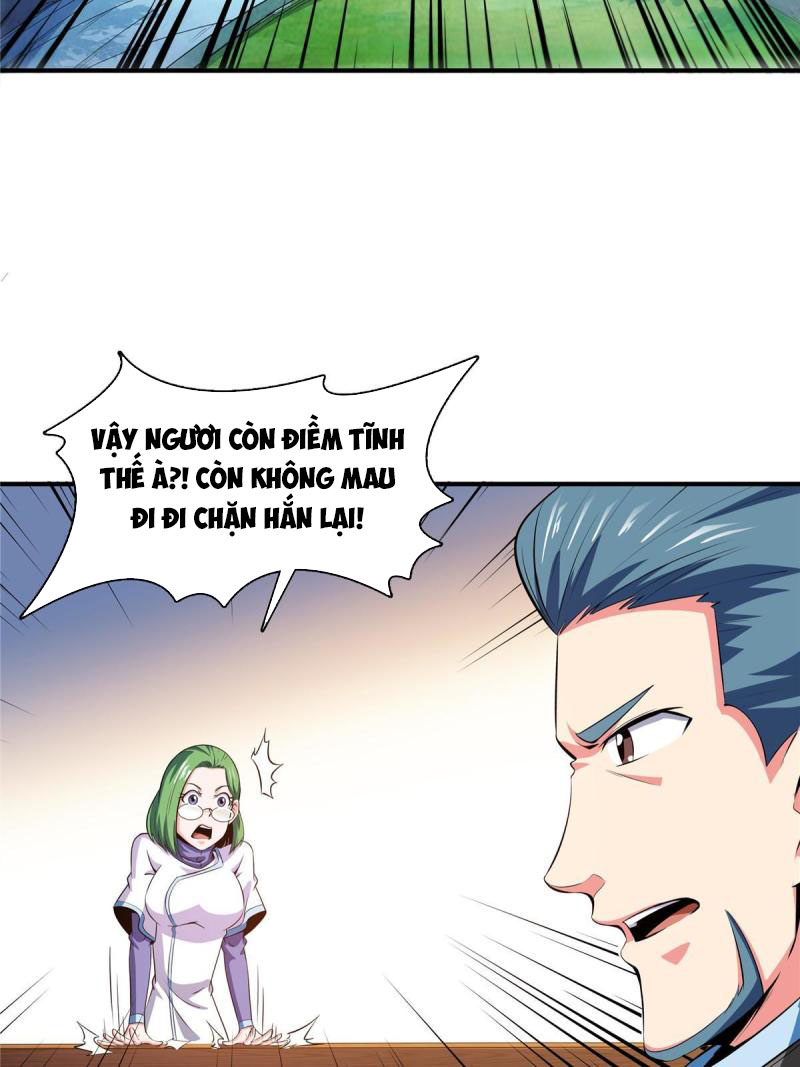 VẬY NGƯƠI CÒN ĐIỀM TĨNH
THẾ À?! CÒN KHÔNG MAU
ĐI ĐI CHẶN HẮN LẠI!